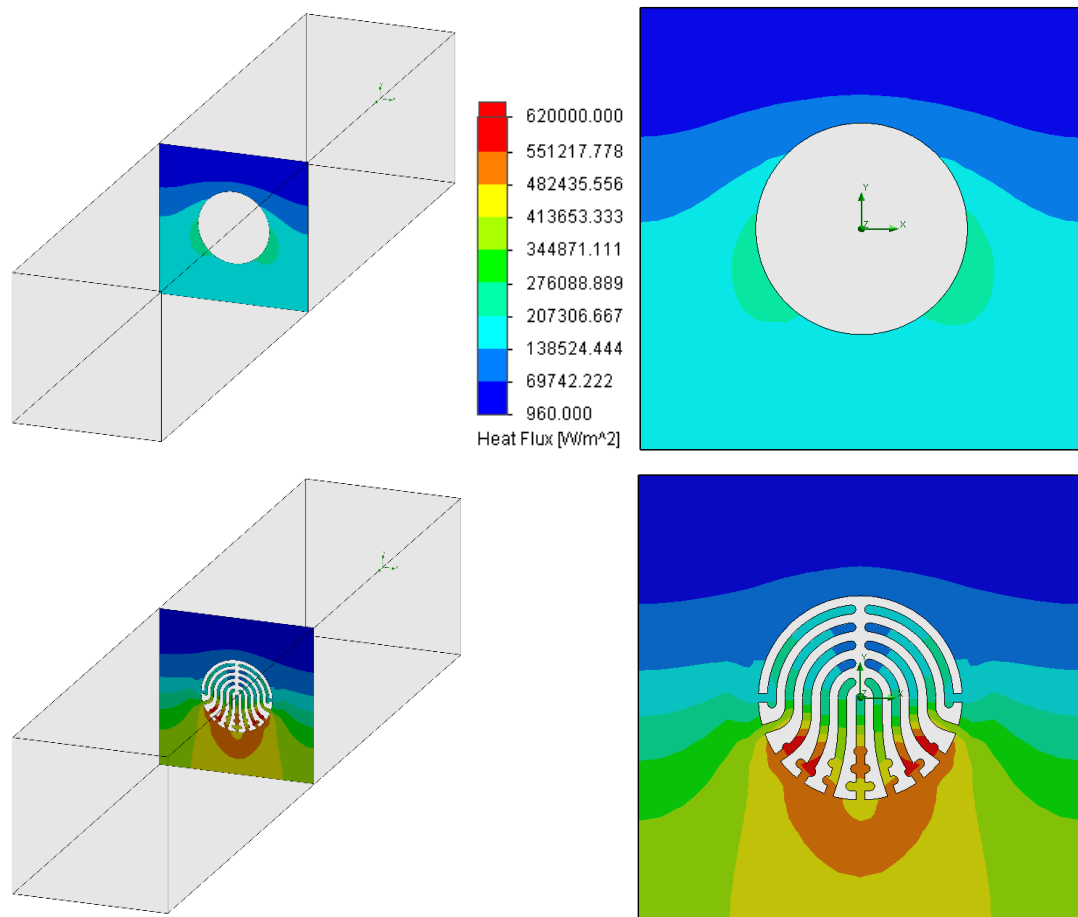 620000.000
551217.778
482435.556
413653.333
344871.111
276088.889
207306.667
138524.444
69742.222
960.000
Heat Flux [W/m^2]
Y
Z
X
Y
Z
X